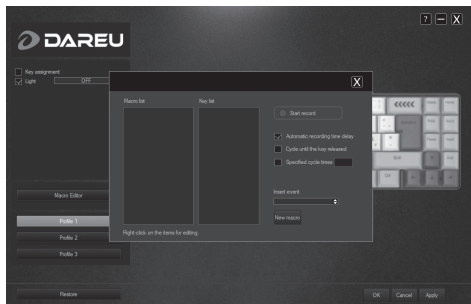 ? — X
DAREU
Key assignment
Light OFF
X
Macro list Key list
Start record
Automatic recording time delay
Cycle until the key released
Specified cycle times
Insert event
New macro
Right-click on the items for editing.
Macro Editor
Profile 1
Profile 2
Profile 3
Restore
OK Cancel Apply
Shift